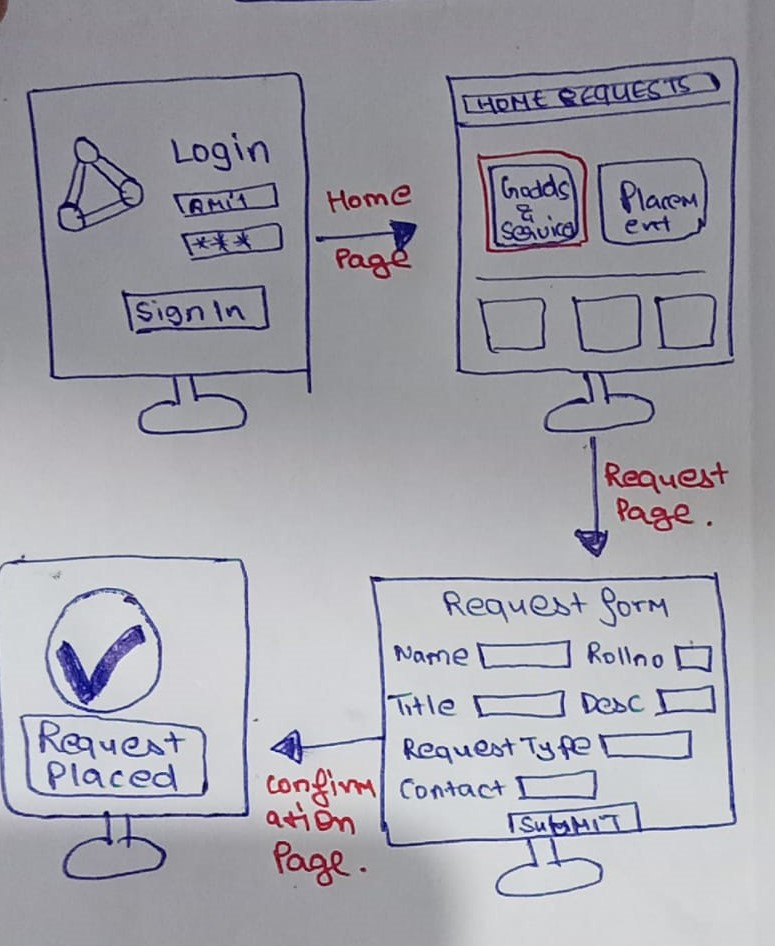 Login
AMIT
***
Sign In
Home
Page
HOME REQUESTS
Goods
&
Service
Placem
ent
Request
Page.
Request form
Name Rollno
Title Desc
Request Type
Contact
SubMIT
Confirm
ation
Page.
Request
Placed